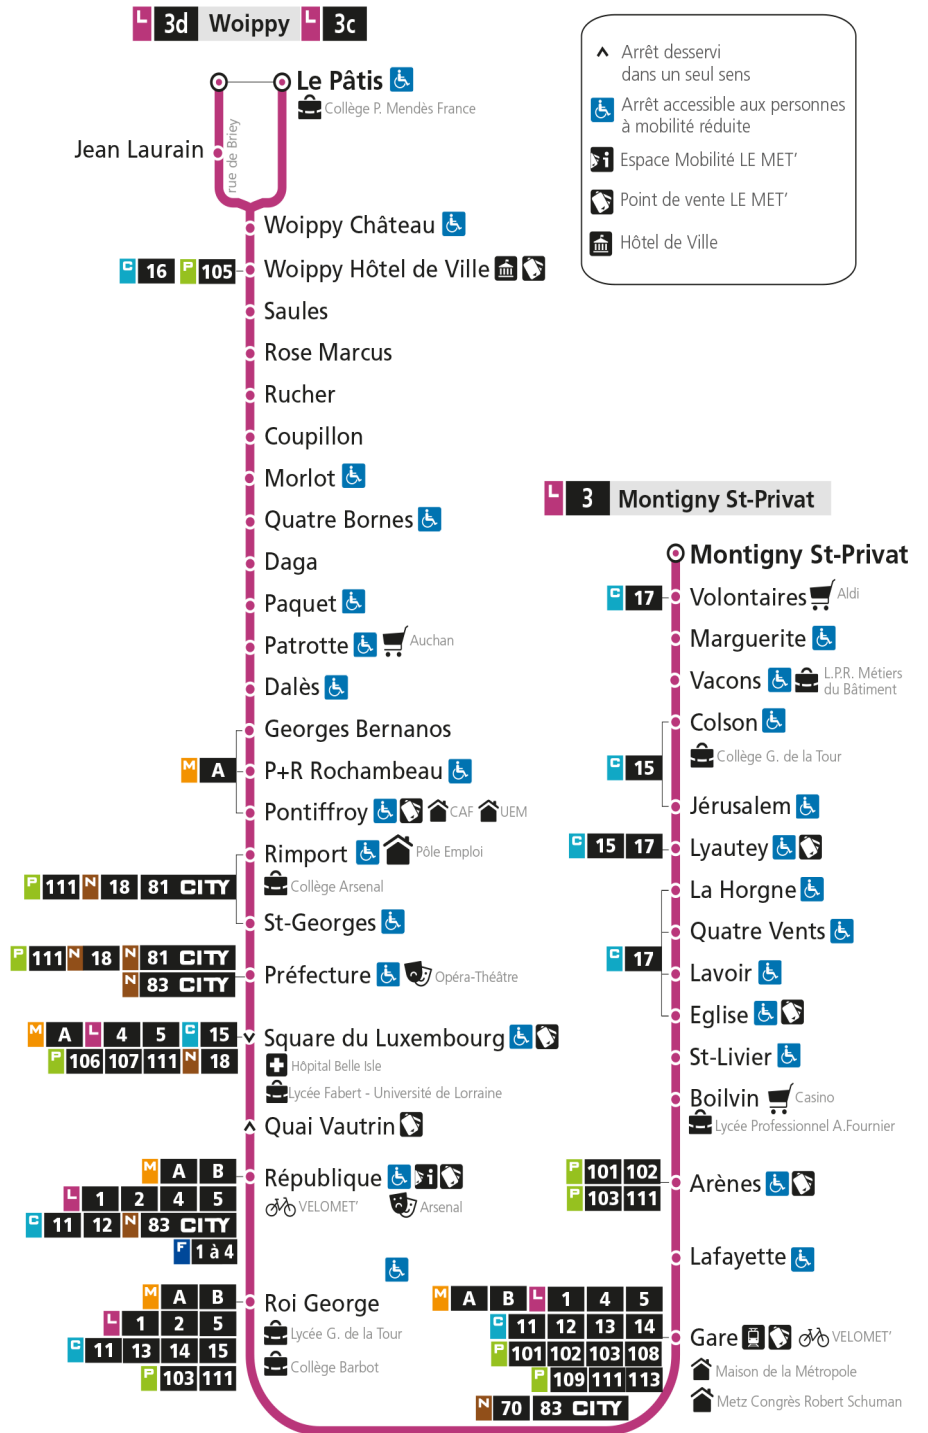 L 3d Woippy L 3c
Le Pâtis
Collège P. Mendès France
rue de Briey
Jean Laurain
Woippy Château
C 16 P 105 Woippy Hôtel de Ville
Saules
Rose Marcus
Rucher
Coupillon
Morlot
Quatre Bornes
Daga
Paquet
Patrotte Auchan
Dalès
Georges Bernanos
M A P+R Rochambeau
Pontiffroy CAF UEM
Rimport Pôle Emploi
P 111 N 18 81 CITY Collège Arsenal
St-Georges
P 111 N 18 N 81 CITY
N 83 CITY
Préfecture Opéra-Théâtre
M A L 4 5 C 15
P 106 107 111 N 18
Square du Luxembourg
Hôpital Belle Isle
Lycée Fabert - Université de Lorraine
Quai Vautrin
M A B
L 1 2 4 5
C 11 12 N 83 CITY
F 1 à 4
République
VELOMET' Arsenal
M A B
L 1 2 5
C 11 13 14 15
P 103 111
Roi George
Lycée G. de la Tour
Collège Barbot
Arrêt desservi
dans un seul sens
Arrêt accessible aux personnes
à mobilité réduite
Espace Mobilité LE MET'
Point de vente LE MET'
Hôtel de Ville
L 3 Montigny St-Privat
Montigny St-Privat
C 17 Volontaires Aldi
Marguerite
Vacons L.P.R. Métiers
du Bâtiment
Colson
Collège G. de la Tour
C 15
Jérusalem
C 15 17 Lyautey
La Horgne
Quatre Vents
C 17
Lavoir
Eglise
St-Livier
Boilvin Casino
Lycée Professionnel A.Fournier
P 101 102
P 103 111
Arènes
Lafayette
M A B L 1 4 5
C 11 12 13 14
P 101 102 103 108
P 109 111 113
N 70 83 CITY
Gare VELOMET'
Maison de la Métropole
Metz Congrès Robert Schuman